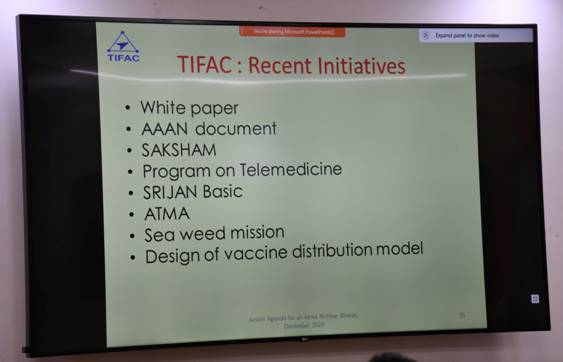 You're sharing Microsoft PowerPoint
Expand panel to show video
TIFAC
TIFAC : Recent Initiatives
• White paper
• AAAN document
• SAKSHAM
• Program on Telemedicine
• SRIJAN Basic
• ATMA
• Sea weed mission
• Design of vaccine distribution model
Action Agenda for an Atma Nirbhar Bharat,
December 2020